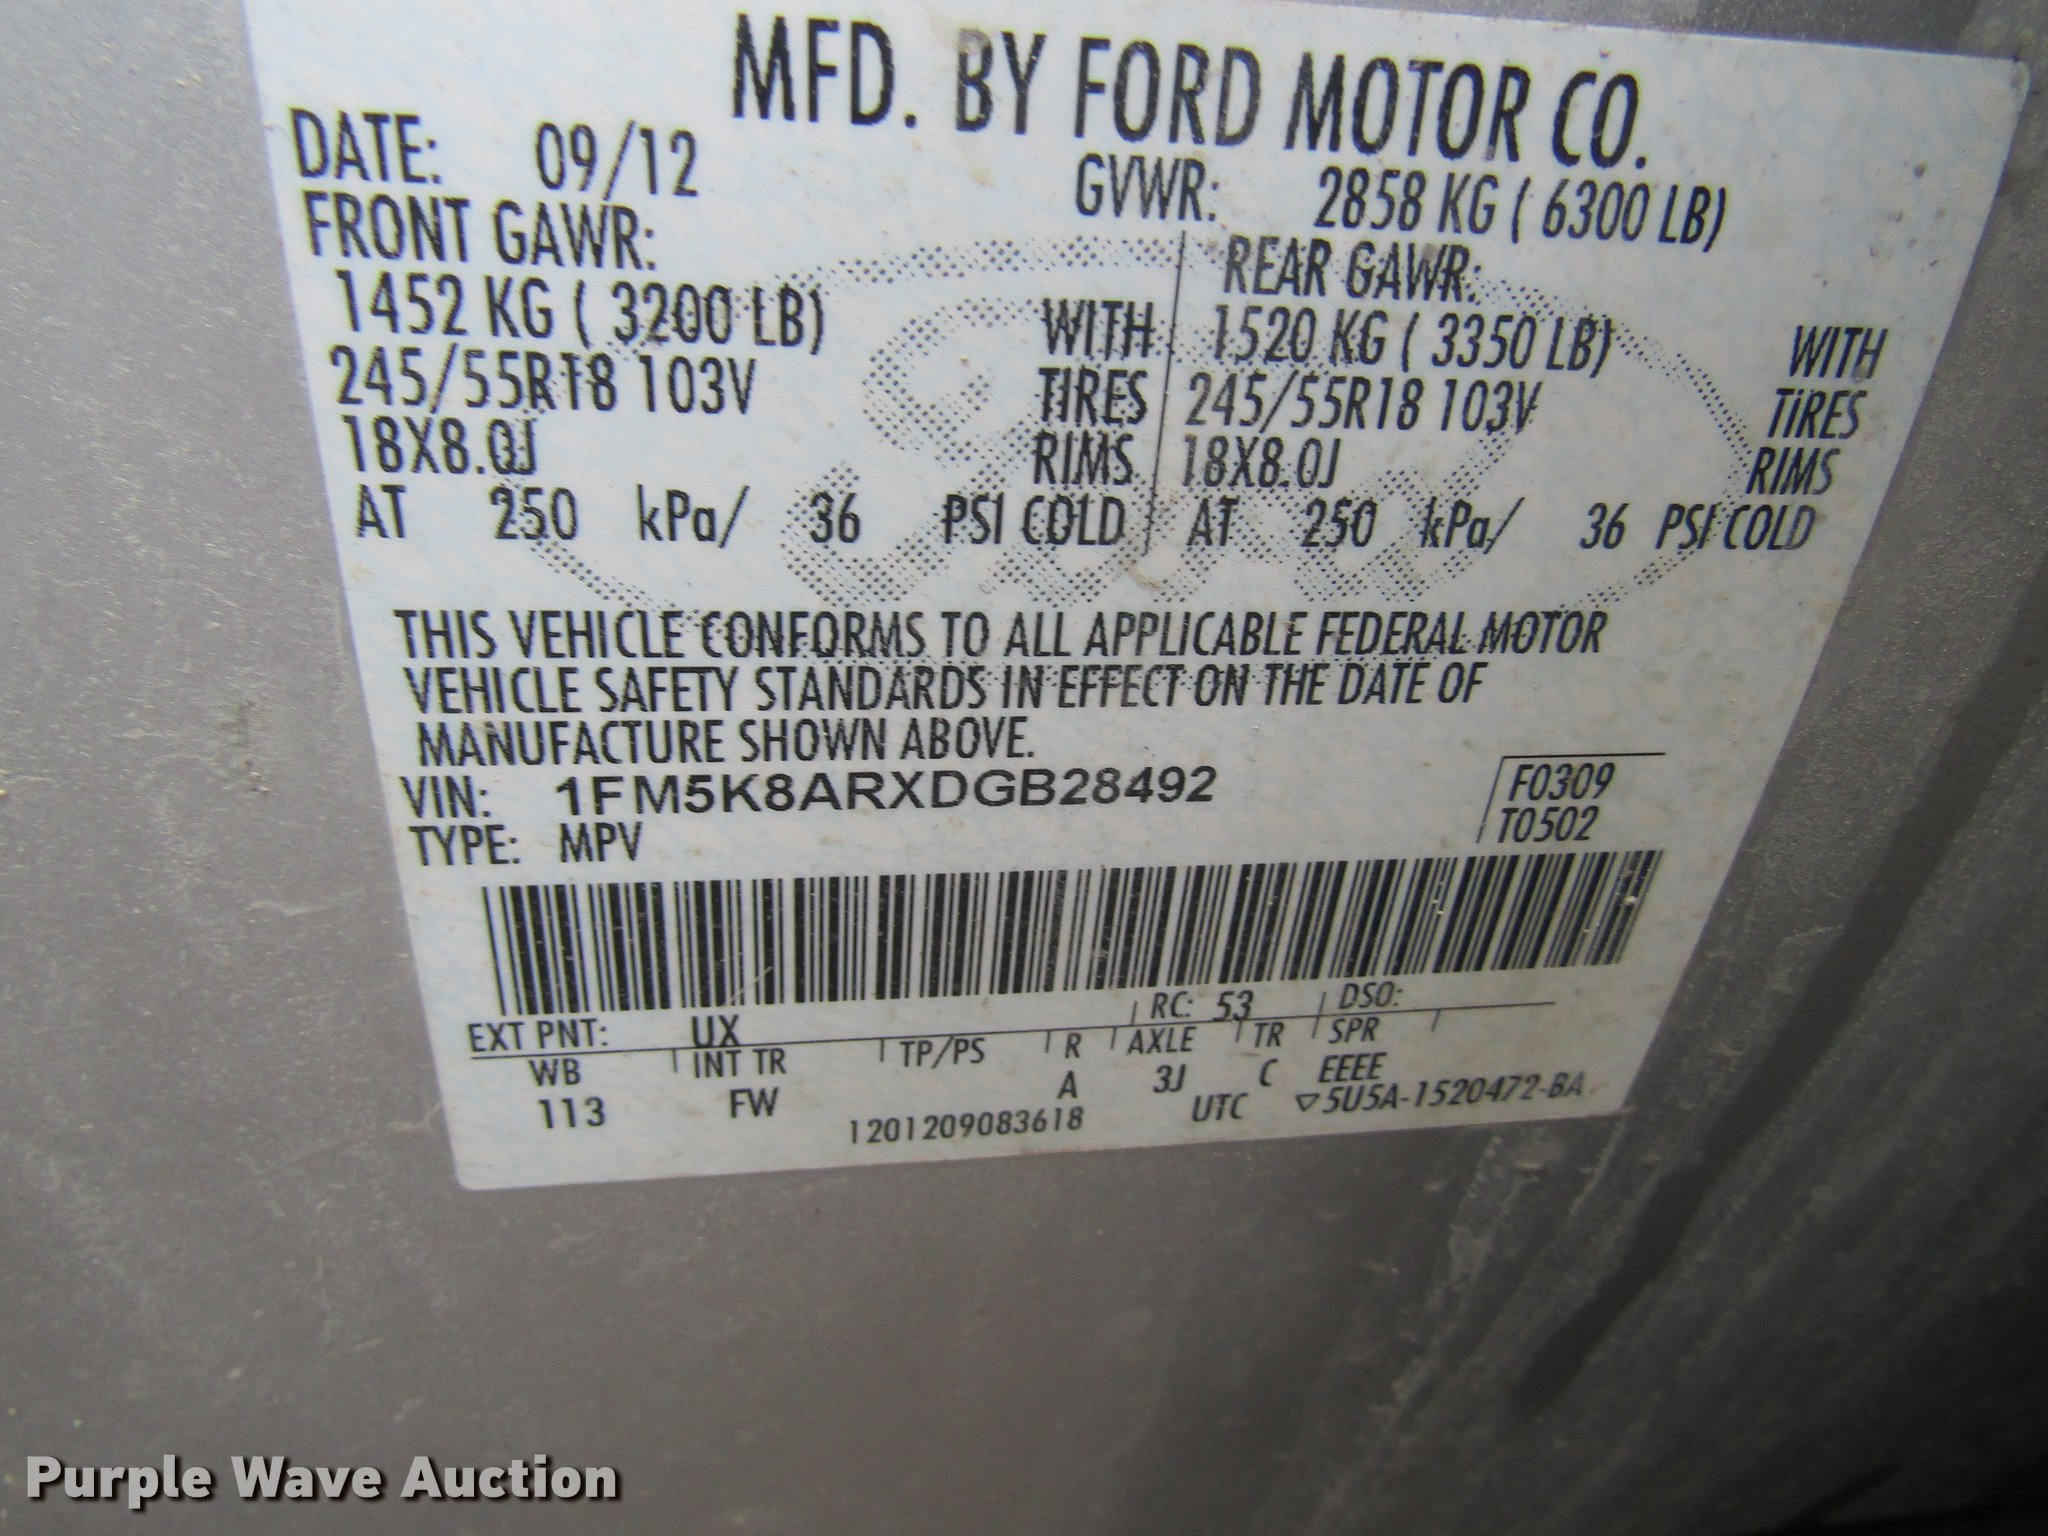 MFD. BY FORD MOTOR CO.
DATE: 09/12 GVWR: 2858 KG ( 6300 LB)
FRONT GAWR: REAR GAWR:
1452 KG ( 3200 LB) WITH 1520 KG ( 3350 LB) WITH
245/55R18 103V TIRES 245/55R18 103V TIRES
18X8.0J RIMS 18X8.0J RIMS
AT 250 kPa/ 36 PSI COLD AT 250 kPa/ 36 PSI COLD
THIS VEHICLE CONFORMS TO ALL APPLICABLE FEDERAL MOTOR
VEHICLE SAFETY STANDARDS IN EFFECT ON THE DATE OF
MANUFACTURE SHOWN ABOVE.
VIN: 1FM5K8ARXDGB28492 F0309
TYPE: MPV T0502
EXT PNT: UX RC: 53 DSO:
WB INT TR TP/PS R AXLE TR SPR
113 FW A 3J C EEEE
1201209083618 UTC ▽5U5A-1520472-BA
Purple Wave Auction